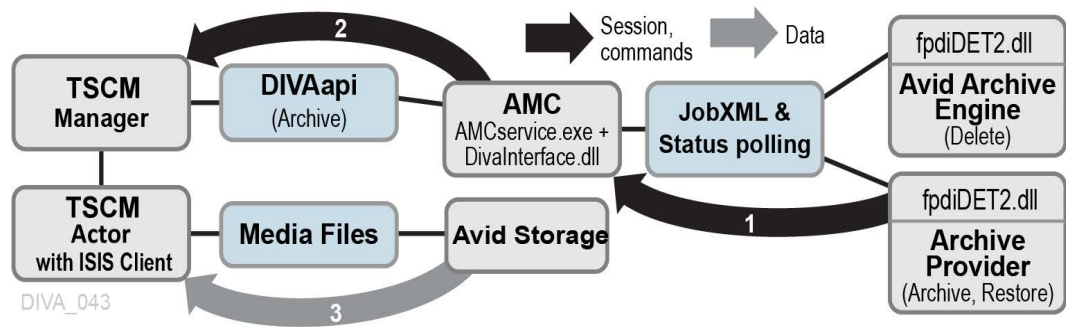 2
Session,
commands
Data
TSCM
Manager
DIVAapi
(Archive)
AMC
AMCservice.exe +
DivaInterface.dll
JobXML &
Status polling
fpdiDET2.dll
Avid Archive
Engine
(Delete)
1
TSCM
Actor
with ISIS Client
Media Files
Avid Storage
fpdiDET2.dll
Archive
Provider
(Archive, Restore)
3
DIVA_043